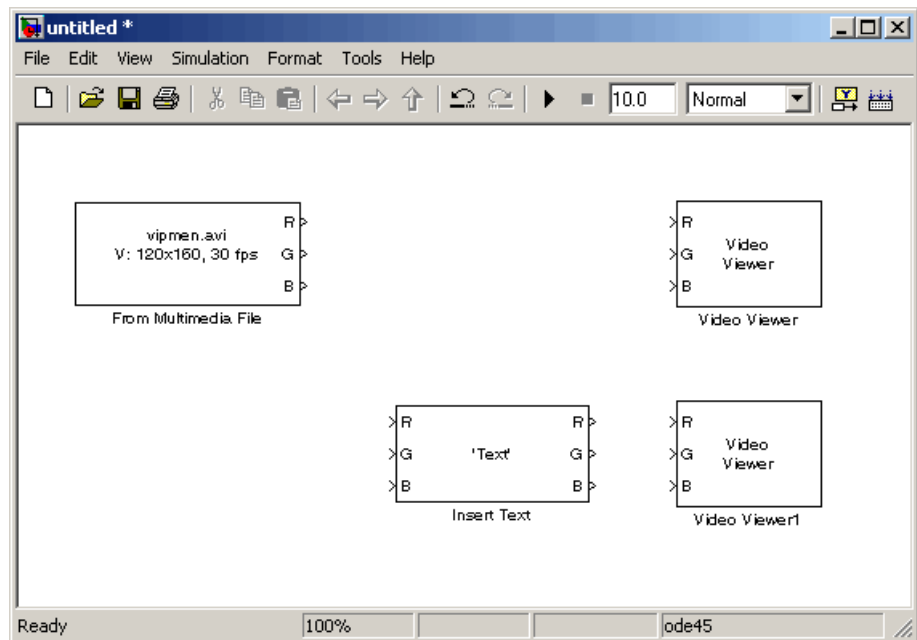 untitled *
File Edit View Simulation Format Tools Help
10.0 Normal
vipmen.avi
V: 120x160, 30 fps
R
G
B
From Multimedia File
R
G
B
Video
Viewer
Video Viewer
R
G
B
'Text'
R
G
B
Insert Text
R
G
B
Video
Viewer
Video Viewer1
Ready 100% ode45